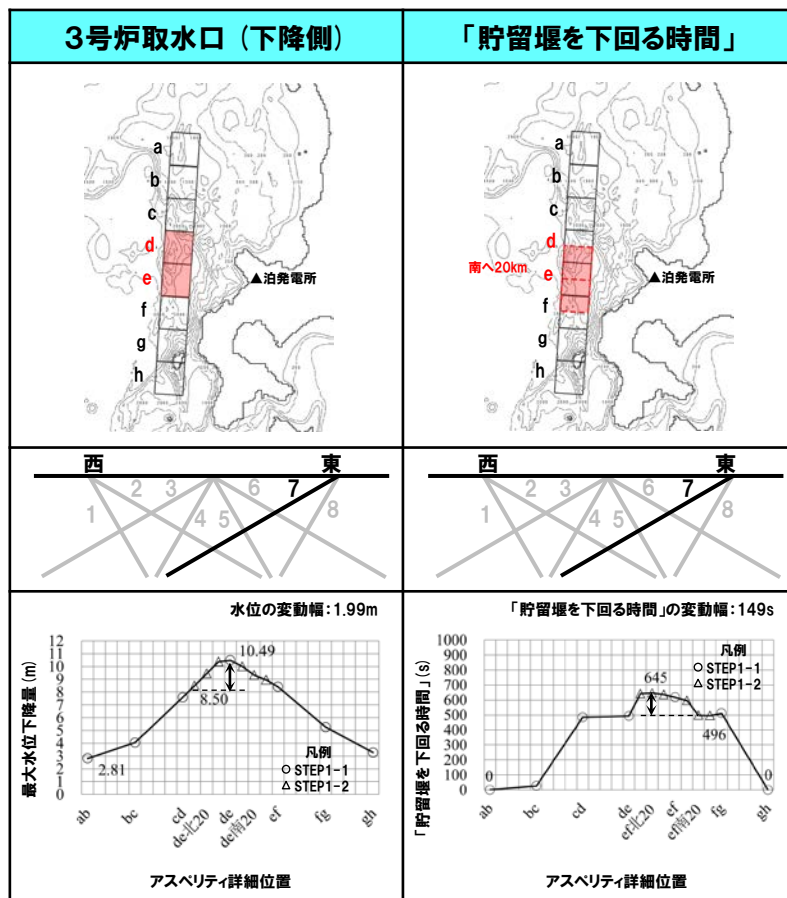 3号炉取水口(下降側)
「貯留堰を下回る時間」
a
b
c
d
e
f
g
h
▲泊発電所
a
b
c
d
南へ20km
e
f
g
h
▲泊発電所
西
東
1
2
3
4
5
6
7
8
西
東
1
2
3
4
5
6
7
8
水位の変動幅:1.99m
最大水位下降量(m)
12
11
10
9
8
7
6
5
4
3
2
1
0
10.49
8.50
2.81
凡例
○ STEP1-1
△ STEP1-2
ab
bc
cd
de北20
de
de南20
ef
fg
gh
アスペリティ詳細位置
「貯留堰を下回る時間」の変動幅:149s
「貯留堰を下回る時間」(s)
1000
900
800
700
600
500
400
300
200
100
0
凡例
○ STEP1-1
△ STEP1-2
645
496
0
0
ab
bc
cd
de
ef北20
ef
ef南20
fg
gh
アスペリティ詳細位置